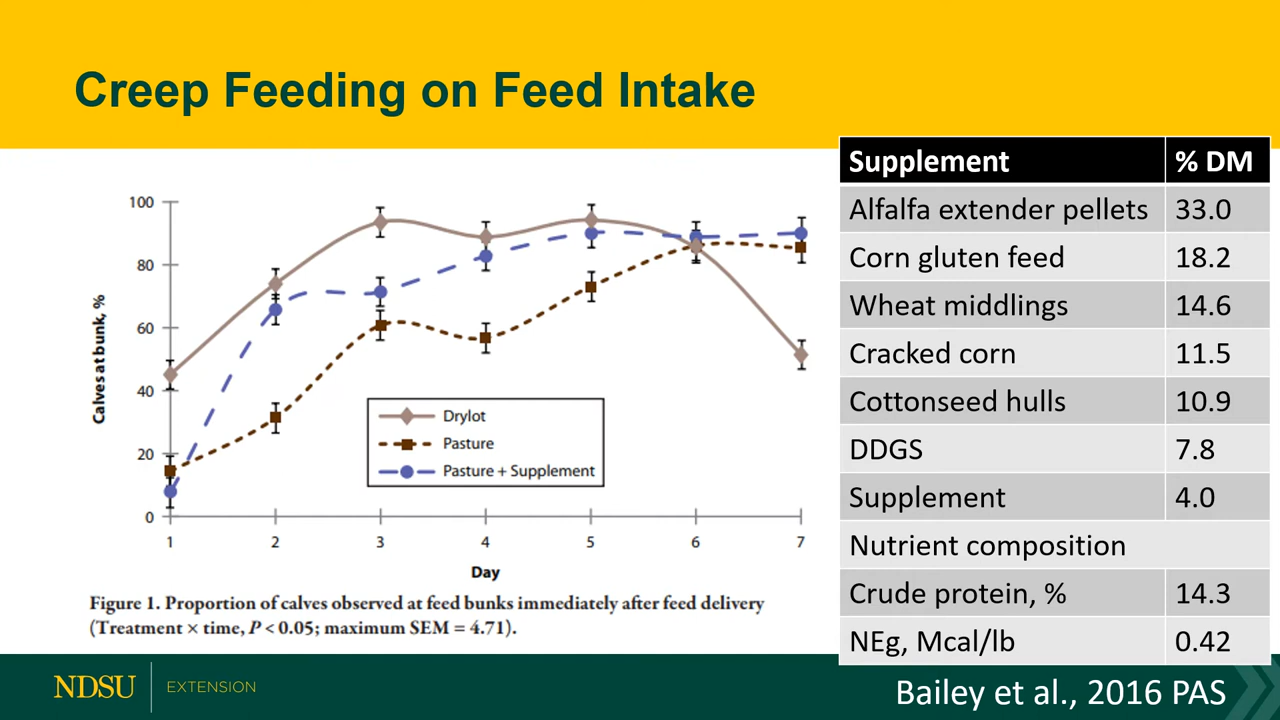 Creep Feeding on Feed Intake
Calves at bunk, %
100
80
60
40
20
0
1 2 3 4 5 6 7
Day
Drylot
Pasture
Pasture + Supplement
Figure 1. Proportion of calves observed at feed bunks immediately after feed delivery
(Treatment × time, P < 0.05; maximum SEM = 4.71).
Supplement % DM
Alfalfa extender pellets 33.0
Corn gluten feed 18.2
Wheat middlings 14.6
Cracked corn 11.5
Cottonseed hulls 10.9
DDGS 7.8
Supplement 4.0
Nutrient composition
Crude protein, % 14.3
NEg, Mcal/lb 0.42
NDSU EXTENSION
Bailey et al., 2016 PAS